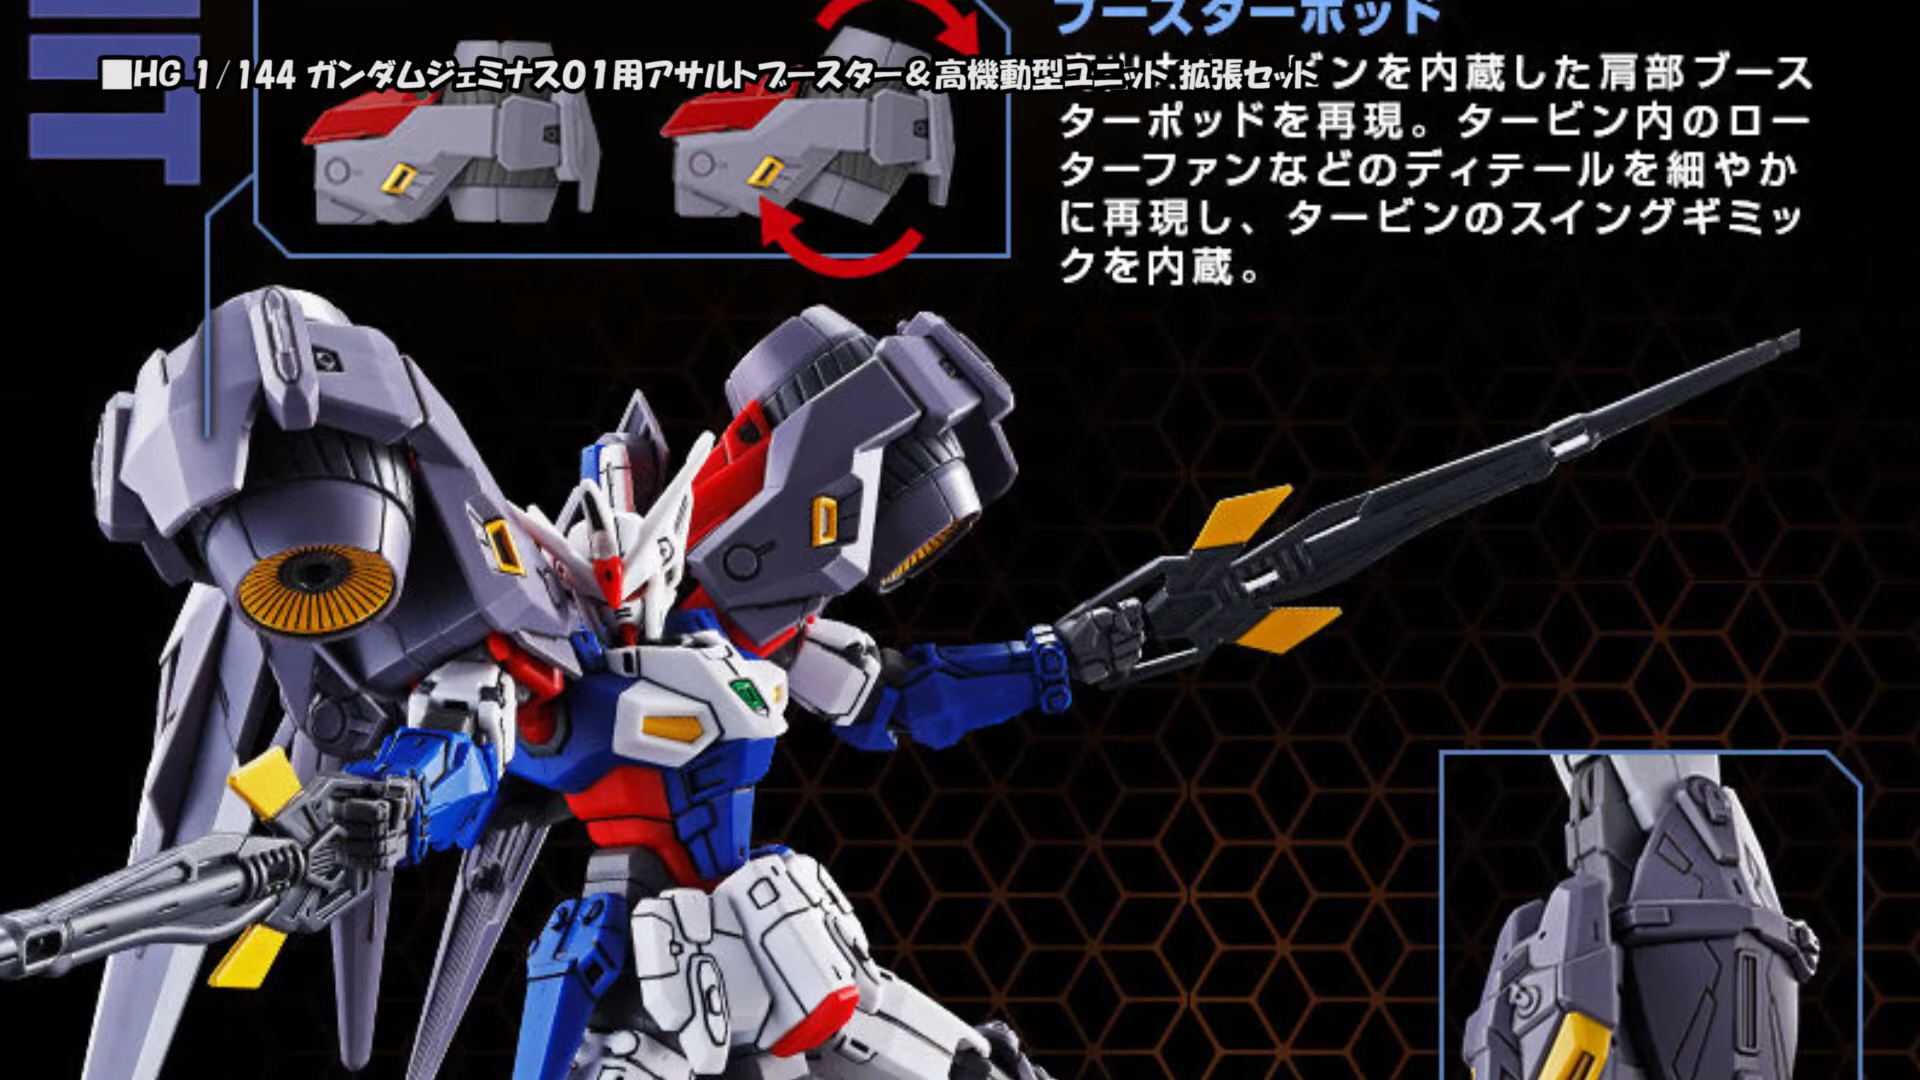 ブースターポッド
■HG 1/144 ガンダムジェミナス01用アサルトブースター＆高機動型ユニット拡張セット
ビンを内蔵した肩部ブース
ターポッドを再現。タービン内のロー
ターファンなどのディテールを細やか
に再現し、タービンのスイングギミッ
クを内蔵。
IT